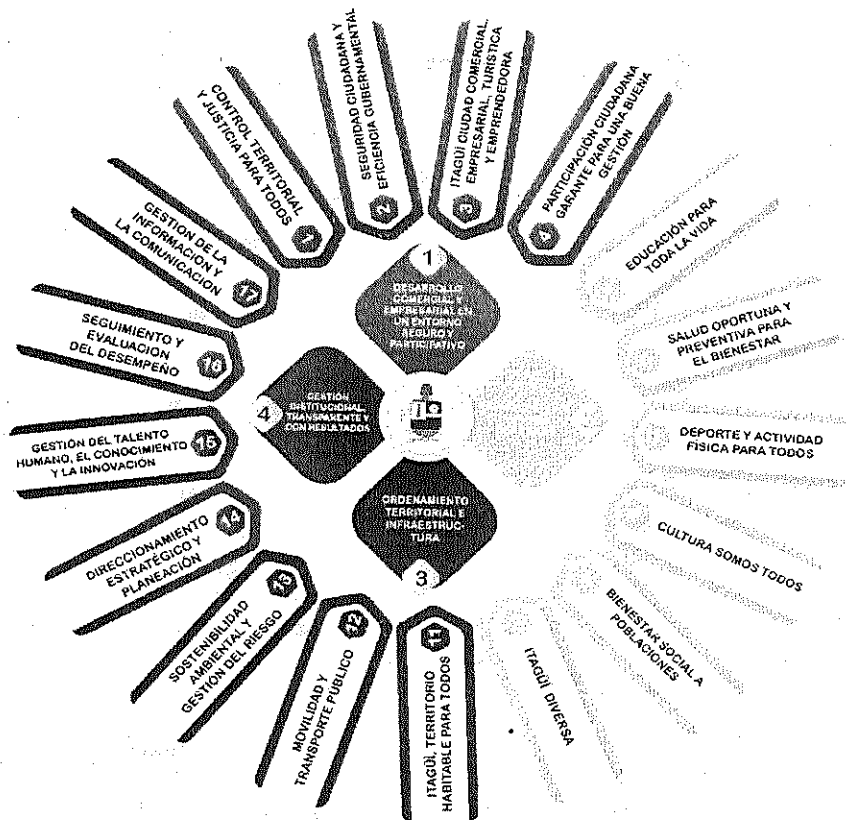 1
DESARROLLO
COMERCIAL Y
EMPRESARIAL EN
UN ENTORNO
SEGURO Y
PARTICIPATIVO
3
ORDENAMIENTO
TERRITORIAL E
INFRAESTRUC-
TURA
4
GESTIÓN
INSTITUCIONAL,
TRANSPARENTE Y
CON RESULTADOS
1
CONTROL TERRITORIAL
Y JUSTICIA PARA TODOS
2
SEGURIDAD CIUDADANA Y
EFICIENCIA GUBERNAMENTAL
3
ITAGÜÍ CIUDAD COMERCIAL,
EMPRESARIAL, TURISTICA
Y EMPRENDEDORA
4
PARTICIPACIÓN CIUDADANA
GARANTE PARA UNA BUENA
GESTIÓN
EDUCACIÓN PARA
TODA LA VIDA
SALUD OPORTUNA Y
PREVENTIVA PARA
EL BIENESTAR
DEPORTE Y ACTIVIDAD
FÍSICA PARA TODOS
CULTURA SOMOS TODOS
BIENESTAR SOCIAL A
POBLACIONES
ITAGÜÍ DIVERSA
11
ITAGÜÍ, TERRITORIO
HABITABLE PARA TODOS
12
MOVILIDAD Y
TRANSPORTE PÚBLICO
13
SOSTENIBILIDAD
AMBIENTAL Y
GESTIÓN DEL RIESGO
14
DIRECCIONAMIENTO
ESTRATÉGICO Y
PLANEACIÓN
15
GESTIÓN DEL TALENTO
HUMANO, EL CONOCIMIENTO
Y LA INNOVACIÓN
16
SEGUIMIENTO Y
EVALUACION
DEL DESEMPEÑO
17
GESTIÓN DE LA
INFORMACIÓN Y
LA COMUNICACIÓN